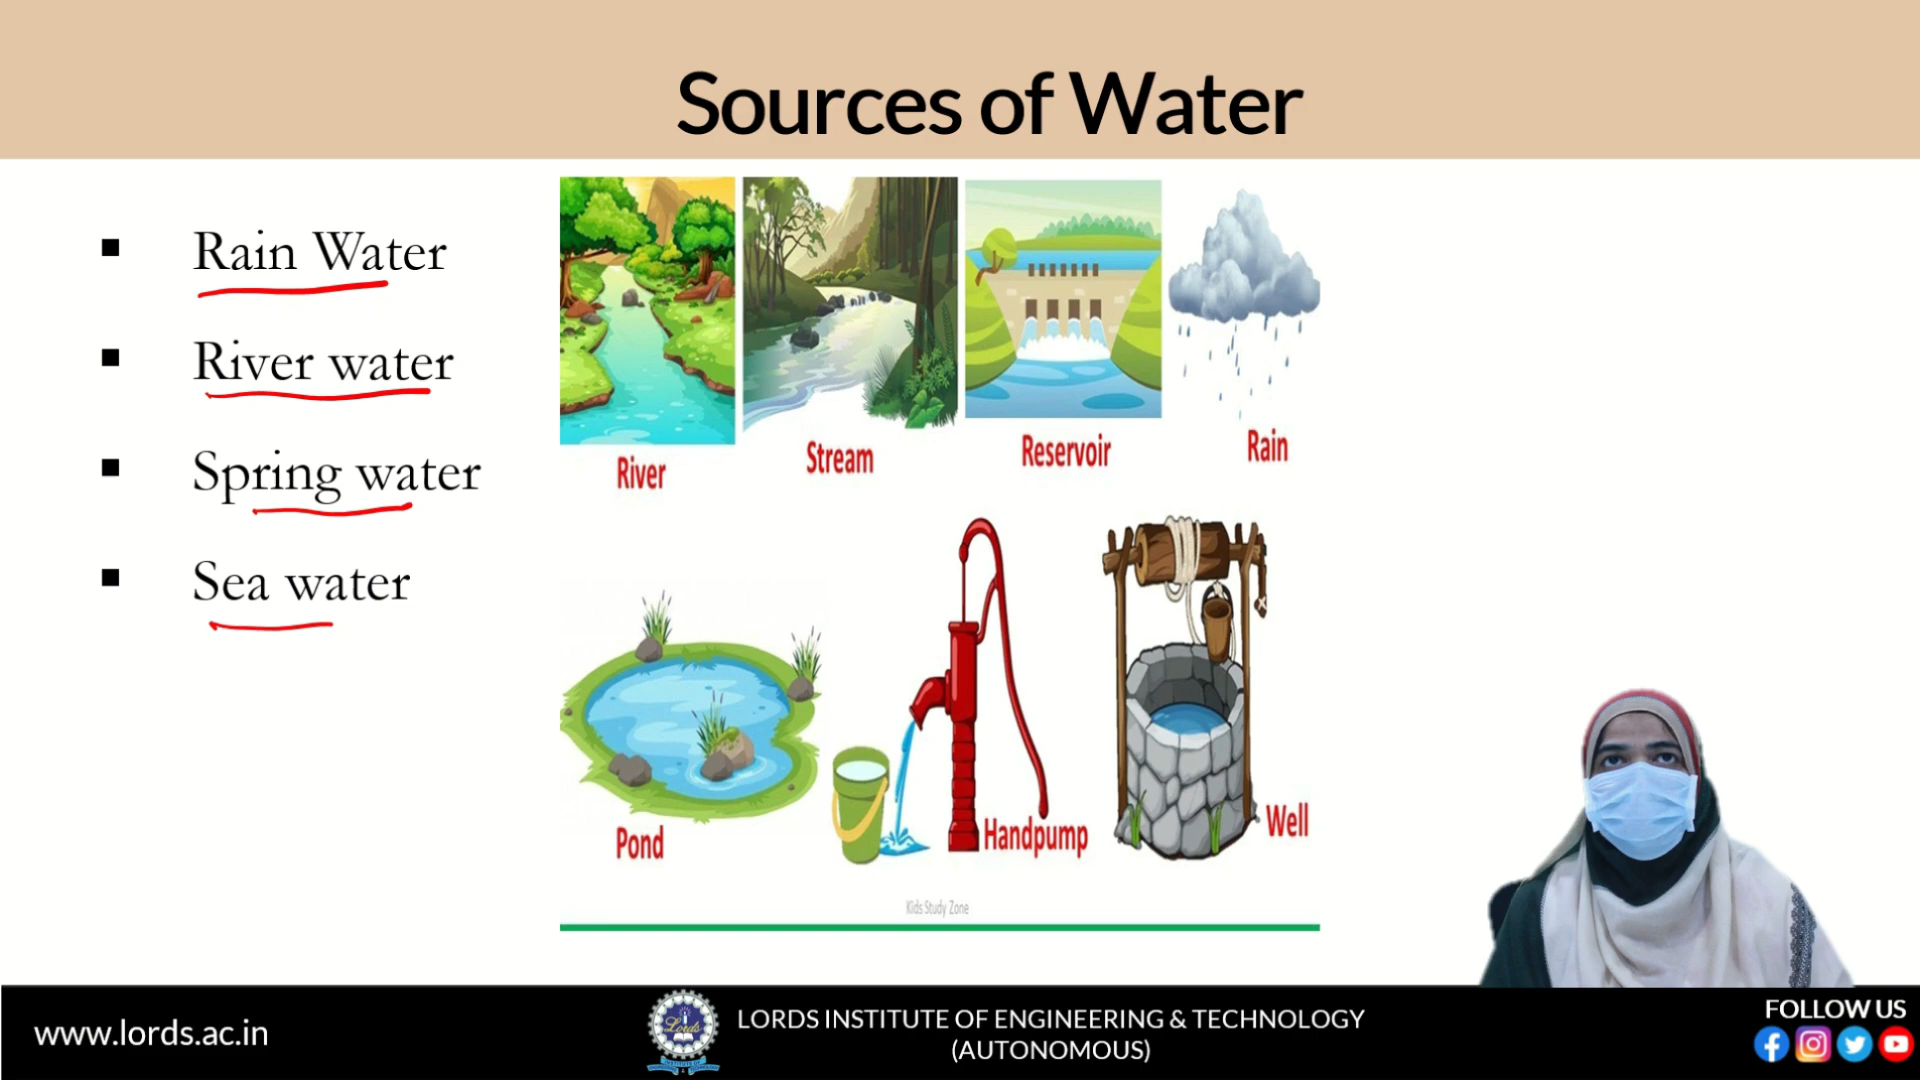 Sources of Water
Rain Water
River water
Spring water
Sea water
River
Stream
Reservoir
Rain
Pond
Handpump
Well
Kids Study Zone
www.lords.ac.in
Lords
LORDS INSTITUTE OF ENGINEERING & TECHNOLOGY
(AUTONOMOUS)
FOLLOW US